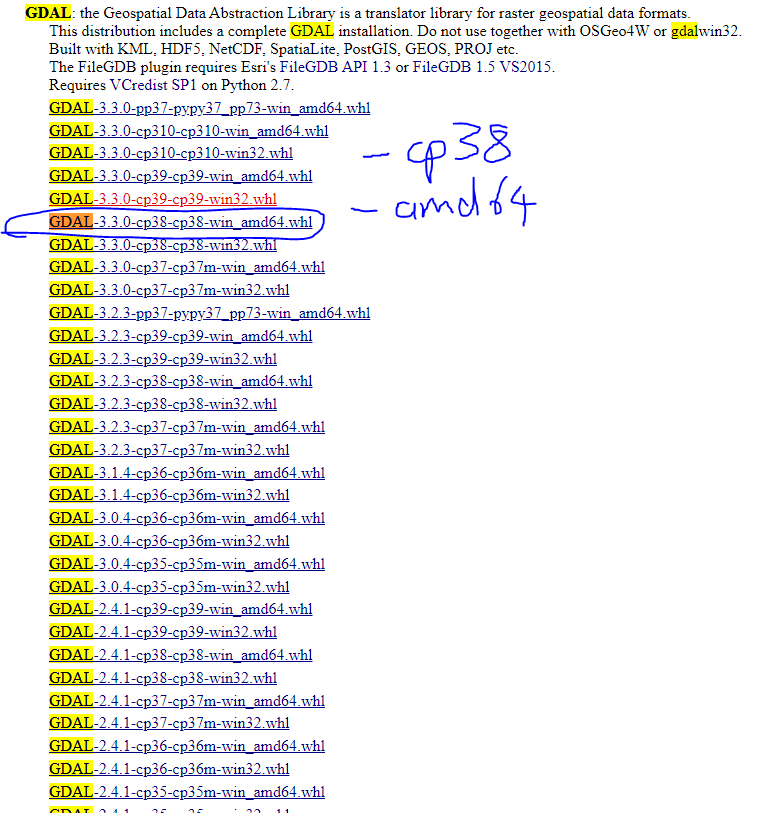 GDAL: the Geospatial Data Abstraction Library is a translator library for raster geospatial data formats.
This distribution includes a complete GDAL installation. Do not use together with OSGeo4W or gdalwin32.
Built with KML, HDF5, NetCDF, SpatiaLite, PostGIS, GEOS, PROJ etc.
The FileGDB plugin requires Esri's FileGDB API 1.3 or FileGDB 1.5 VS2015.
Requires VCredist SP1 on Python 2.7.
GDAL-3.3.0-pp37-pypy37_pp73-win_amd64.whl
GDAL-3.3.0-cp310-cp310-win_amd64.whl
GDAL-3.3.0-cp310-cp310-win32.whl
- cp38
GDAL-3.3.0-cp39-cp39-win_amd64.whl
GDAL-3.3.0-cp39-cp39-win32.whl
- amd64
GDAL-3.3.0-cp38-cp38-win_amd64.whl
GDAL-3.3.0-cp38-cp38-win32.whl
GDAL-3.3.0-cp37-cp37m-win_amd64.whl
GDAL-3.3.0-cp37-cp37m-win32.whl
GDAL-3.2.3-pp37-pypy37_pp73-win_amd64.whl
GDAL-3.2.3-cp39-cp39-win_amd64.whl
GDAL-3.2.3-cp39-cp39-win32.whl
GDAL-3.2.3-cp38-cp38-win_amd64.whl
GDAL-3.2.3-cp38-cp38-win32.whl
GDAL-3.2.3-cp37-cp37m-win_amd64.whl
GDAL-3.2.3-cp37-cp37m-win32.whl
GDAL-3.1.4-cp36-cp36m-win_amd64.whl
GDAL-3.1.4-cp36-cp36m-win32.whl
GDAL-3.0.4-cp36-cp36m-win_amd64.whl
GDAL-3.0.4-cp36-cp36m-win32.whl
GDAL-3.0.4-cp35-cp35m-win_amd64.whl
GDAL-3.0.4-cp35-cp35m-win32.whl
GDAL-2.4.1-cp39-cp39-win_amd64.whl
GDAL-2.4.1-cp39-cp39-win32.whl
GDAL-2.4.1-cp38-cp38-win_amd64.whl
GDAL-2.4.1-cp38-cp38-win32.whl
GDAL-2.4.1-cp37-cp37m-win_amd64.whl
GDAL-2.4.1-cp37-cp37m-win32.whl
GDAL-2.4.1-cp36-cp36m-win_amd64.whl
GDAL-2.4.1-cp36-cp36m-win32.whl
GDAL-2.4.1-cp35-cp35m-win_amd64.whl